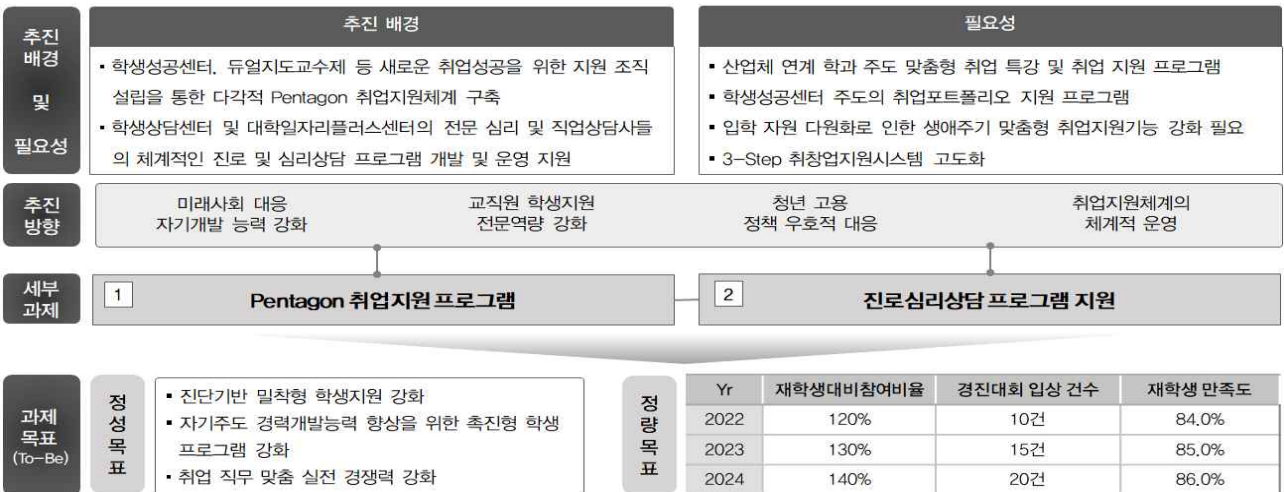 추진
배경
및
필요성
추진 배경
▪ 학생성공센터, 듀얼지도교수제 등 새로운 취업성공을 위한 지원 조직
설립을 통한 다각적 Pentagon 취업지원체계 구축
▪ 학생상담센터 및 대학일자리플러스센터의 전문 심리 및 직업상담사들
의 체계적인 진로 및 심리상담 프로그램 개발 및 운영 지원
필요성
▪ 산업체 연계 학과 주도 맞춤형 취업 특강 및 취업 지원 프로그램
▪ 학생성공센터 주도의 취업포트폴리오 지원 프로그램
▪ 입학 자원 다원화로 인한 생애주기 맞춤형 취업지원기능 강화 필요
▪ 3-Step 취창업지원시스템 고도화
추진
방향
미래사회 대응
자기개발 능력 강화
교직원 학생지원
전문역량 강화
청년 고용
정책 우호적 대응
취업지원체계의
체계적 운영
세부
과제
1 Pentagon 취업지원 프로그램
2 진로심리상담 프로그램 지원
과제
목표
(To-Be)
정성목표
▪ 진단기반 밀착형 학생지원 강화
▪ 자기주도 경력개발능력 향상을 위한 촉진형 학생
프로그램 강화
▪ 취업 직무 맞춤 실전 경쟁력 강화
정량목표
Yr 재학생대비참여비율 경진대회 입상 건수 재학생 만족도
2022 120% 10건 84.0%
2023 130% 15건 85.0%
2024 140% 20건 86.0%